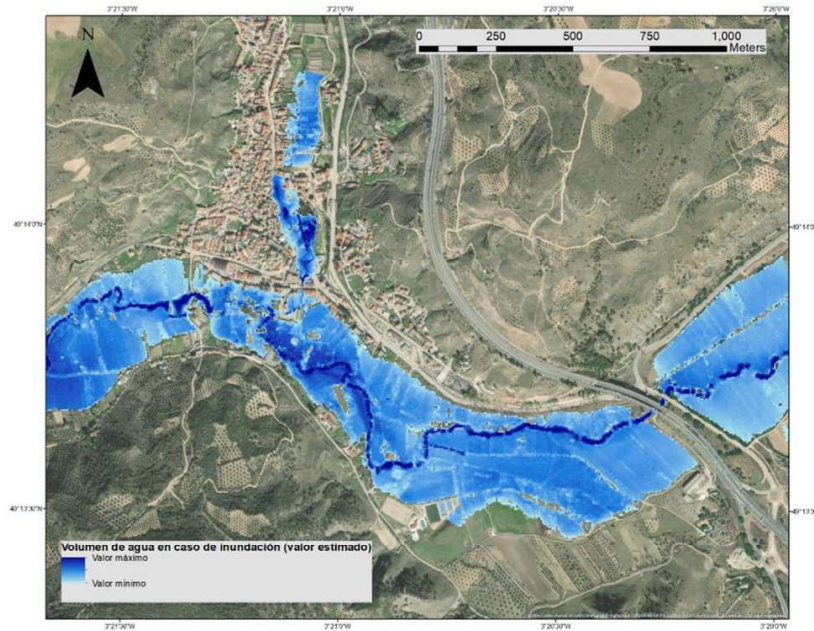 3°21'30"W 3°21'0"W 3°20'30"W 3°20'0"W
N
0 250 500 750 1,000
Meters
40°14'0"N
40°13'30"N
Volumen de agua en caso de inundación (valor estimado)
Valor máximo
Valor mínimo
3°21'30"W 3°21'0"W 3°20'30"W 3°20'0"W